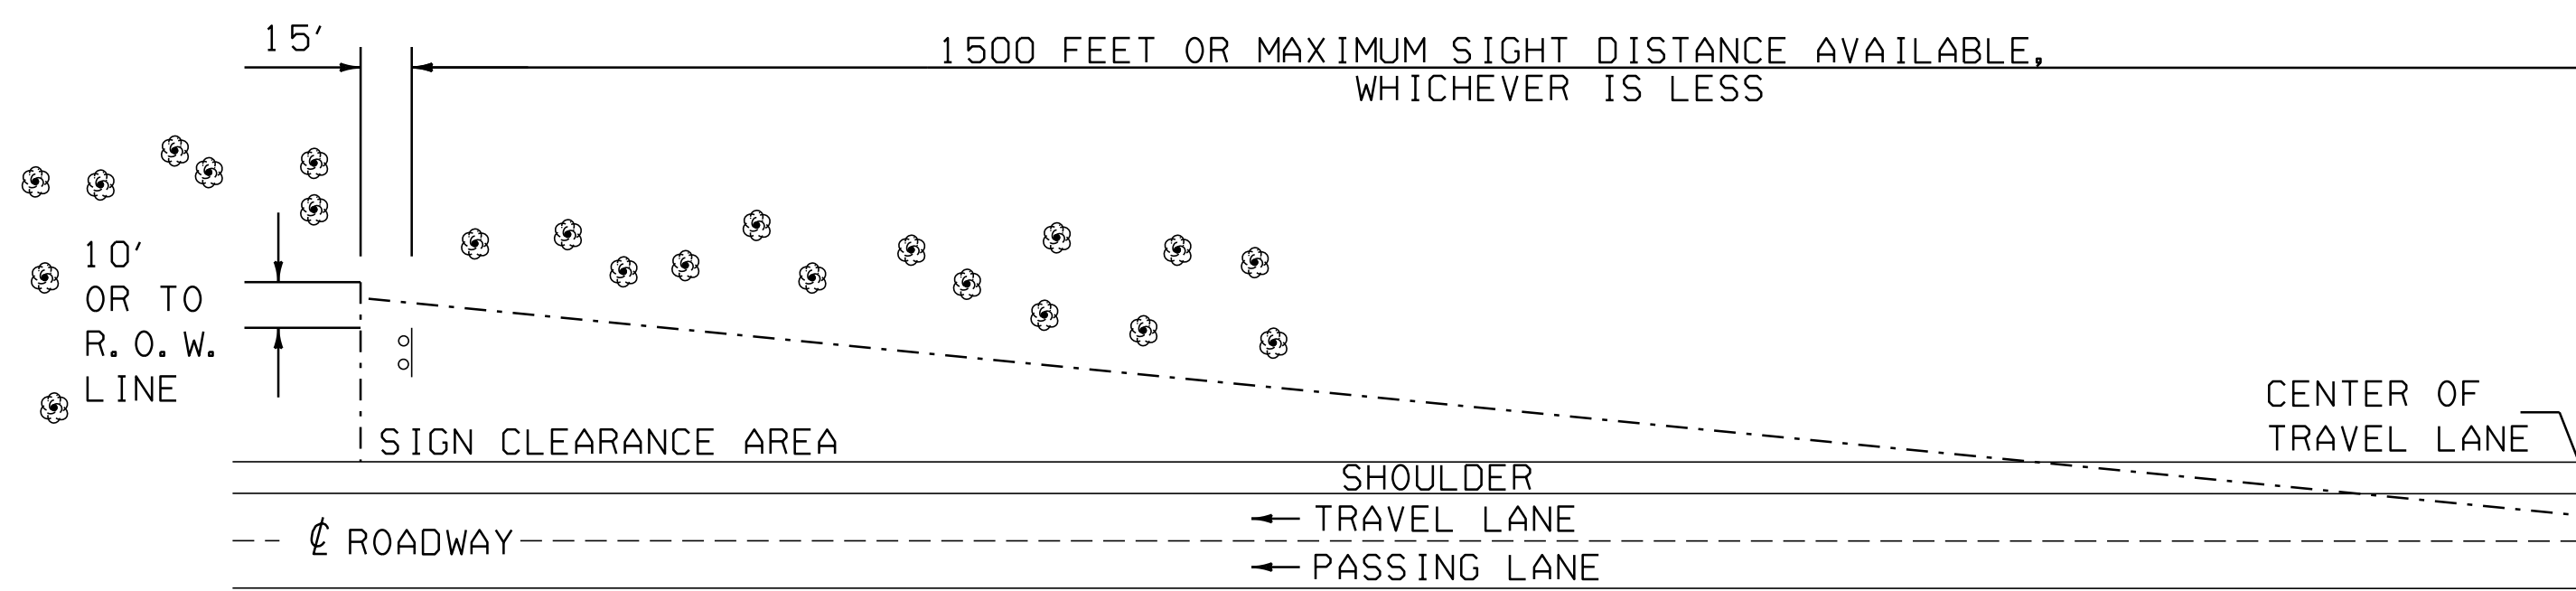 15'
1500 FEET OR MAXIMUM SIGHT DISTANCE AVAILABLE,
WHICHEVER IS LESS
10'
OR TO
R.O.W.
LINE
CENTER OF
TRAVEL LANE
SIGN CLEARANCE AREA
SHOULDER
TRAVEL LANE
℄ ROADWAY
PASSING LANE